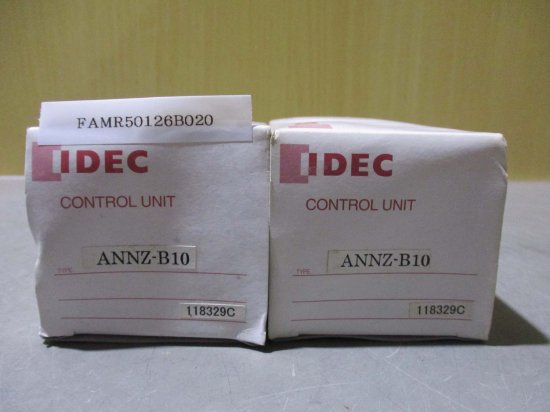 FAMR50126B020
IDEC
CONTROL UNIT
TYPE ANNZ-B10
118329C
IDEC
CONTROL UNIT
TYPE ANNZ-B10
118329C